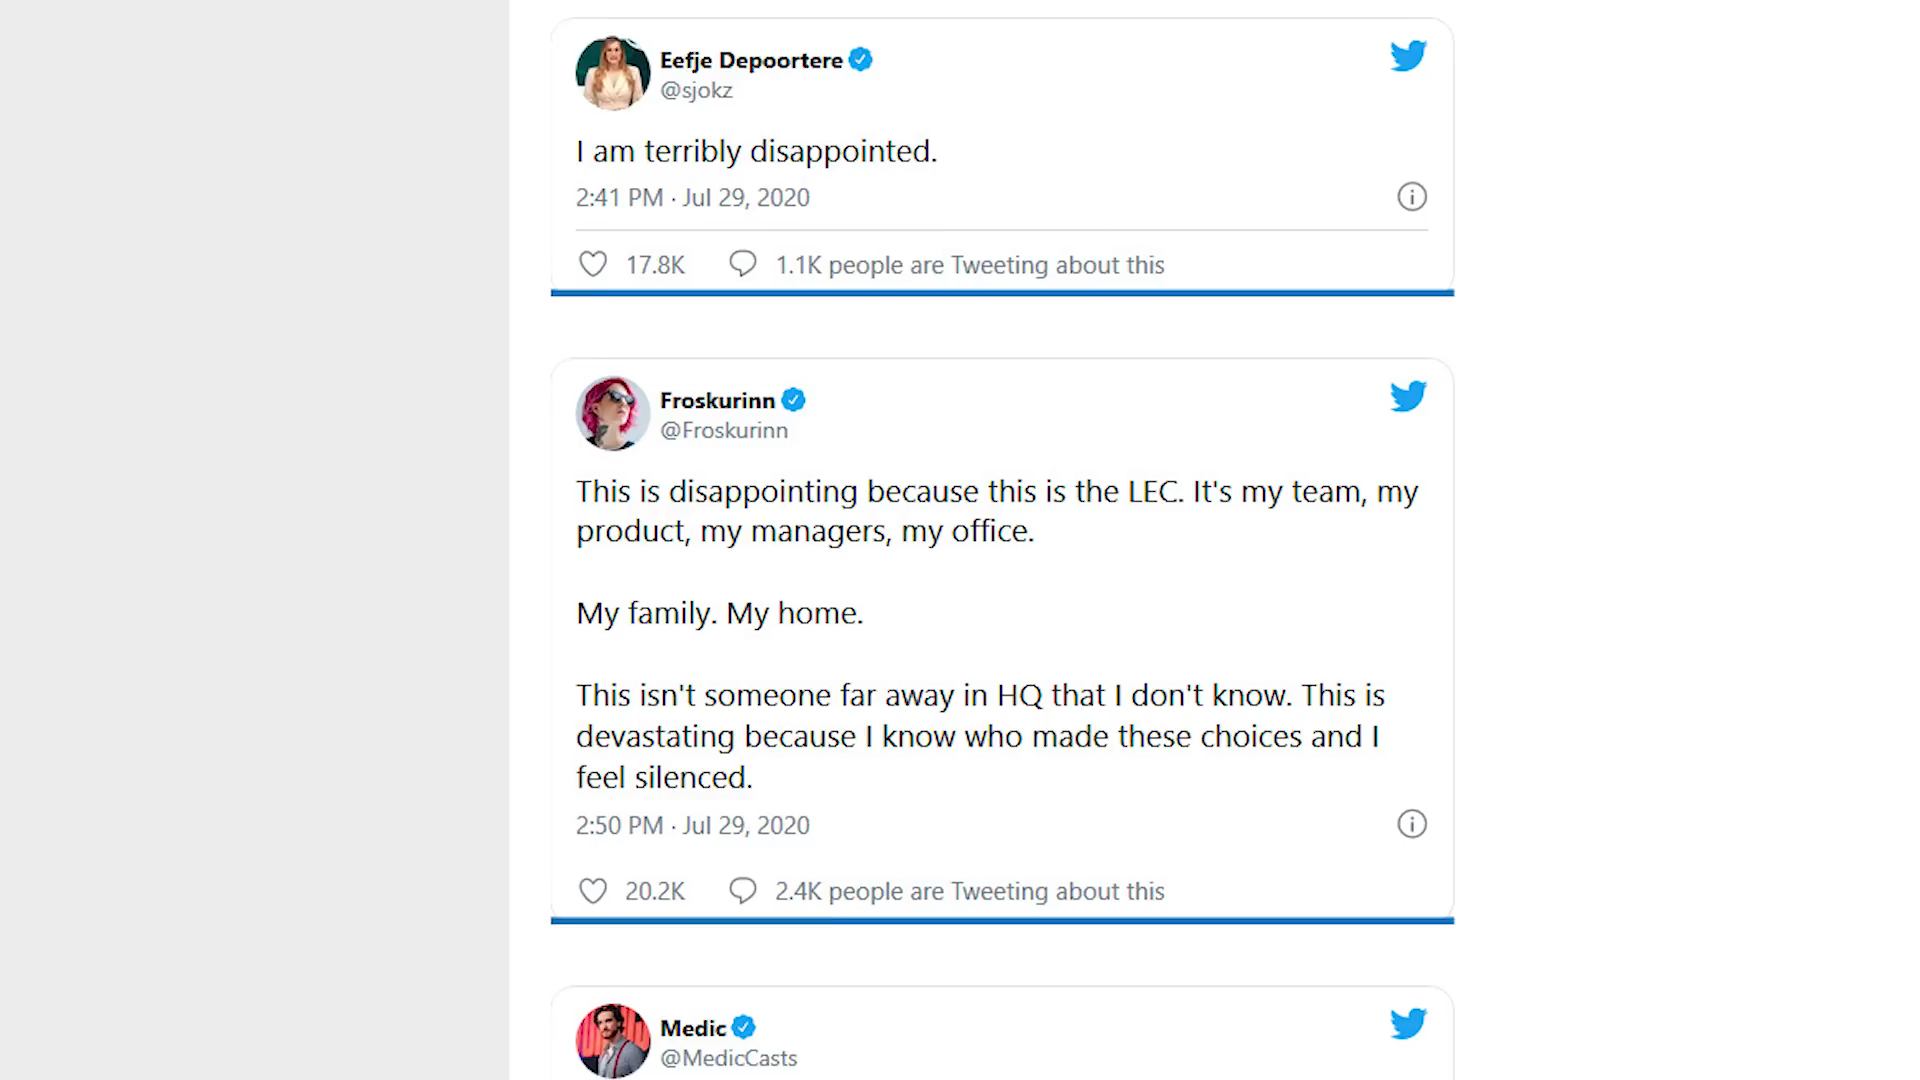 Eefje Depoortere
@sjokz
I am terribly disappointed.
2:41 PM · Jul 29, 2020
17.8K 1.1K people are Tweeting about this
Froskurinn
@Froskurinn
This is disappointing because this is the LEC. It's my team, my
product, my managers, my office.
My family. My home.
This isn't someone far away in HQ that I don't know. This is
devastating because I know who made these choices and I
feel silenced.
2:50 PM · Jul 29, 2020
20.2K 2.4K people are Tweeting about this
Medic
@MedicCasts